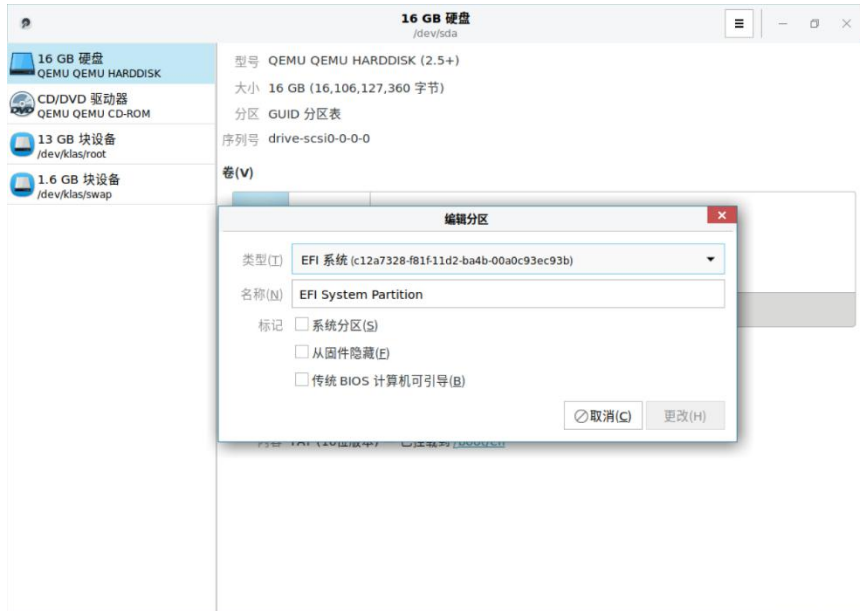 16 GB 硬盘
/dev/sda
16 GB 硬盘
QEMU QEMU HARDDISK
CD/DVD 驱动器
QEMU QEMU CD-ROM
13 GB 块设备
/dev/klas/root
1.6 GB 块设备
/dev/klas/swap
型号 QEMU QEMU HARDDISK (2.5+)
大小 16 GB (16,106,127,360 字节)
分区 GUID 分区表
序列号 drive-scsi0-0-0-0
卷(V)
编辑分区
类型(T) EFI 系统 (c12a7328-f81f-11d2-ba4b-00a0c93ec93b)
名称(N) EFI System Partition
标记 系统分区(S)
从固件隐藏(F)
传统 BIOS 计算机可引导(B)
取消(C) 更改(H)